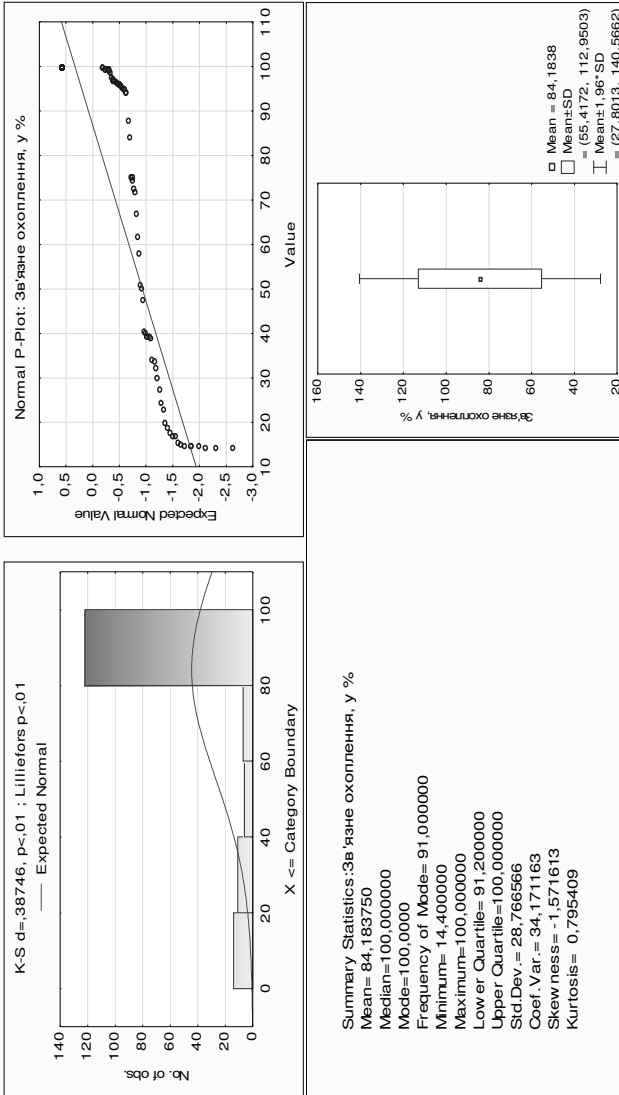 K-S d=,38746, p<,01 ; Lilliefors p<,01
Expected Normal
140
120
100
80
60
40
20
0
No. of obs.
0
20
40
60
80
100
X <= Category Boundary
Normal P-Plot: Зв'язне охоплення, у %
1,0
0,5
0,0
-0,5
-1,0
-1,5
-2,0
-2,5
-3,0
Expected Normal Value
10
20
30
40
50
60
70
80
90
100
110
Value
Summary Statistics:Зв'язне охоплення, у %
Mean= 84,183750
Median=100,000000
Mode=100,0000
Frequency of Mode= 91,000000
Minimum= 14,400000
Maximum=100,000000
Lower Quartile= 91,200000
Upper Quartile=100,000000
Std.Dev.= 28,766566
Coef.Var.= 34,171163
Skewness= -1,571613
Kurtosis= 0,795409
160
140
120
100
80
60
40
20
Зв'язне охоплення, у %
Mean = 84,1838
Mean±SD
= (55,4172, 112,9503)
Mean±1,96*SD
= (27,8013, 140,5662)